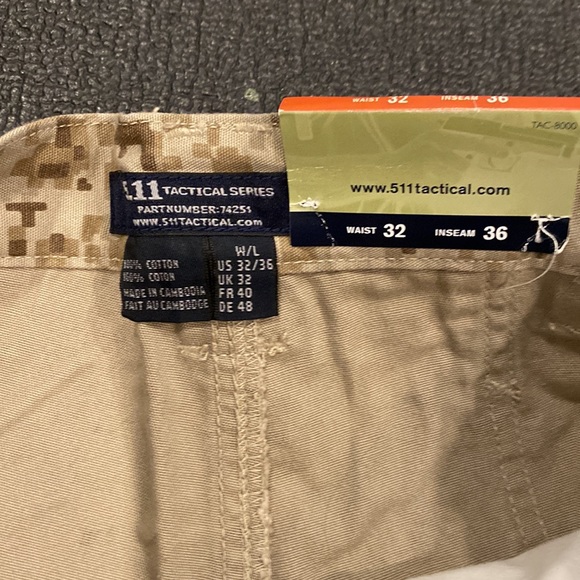 WAIST 32 INSEAM 36
TAC-8000
www.511tactical.com
WAIST 32 INSEAM 36
5.11 TACTICAL SERIES
PARTNUMBER:74251
WWW.511TACTICAL.COM
100% COTTON
100% COTON
MADE IN CAMBODIA
FAIT AU CAMBODGE
W/L
US 32/36
UK 32
FR 40
DE 48